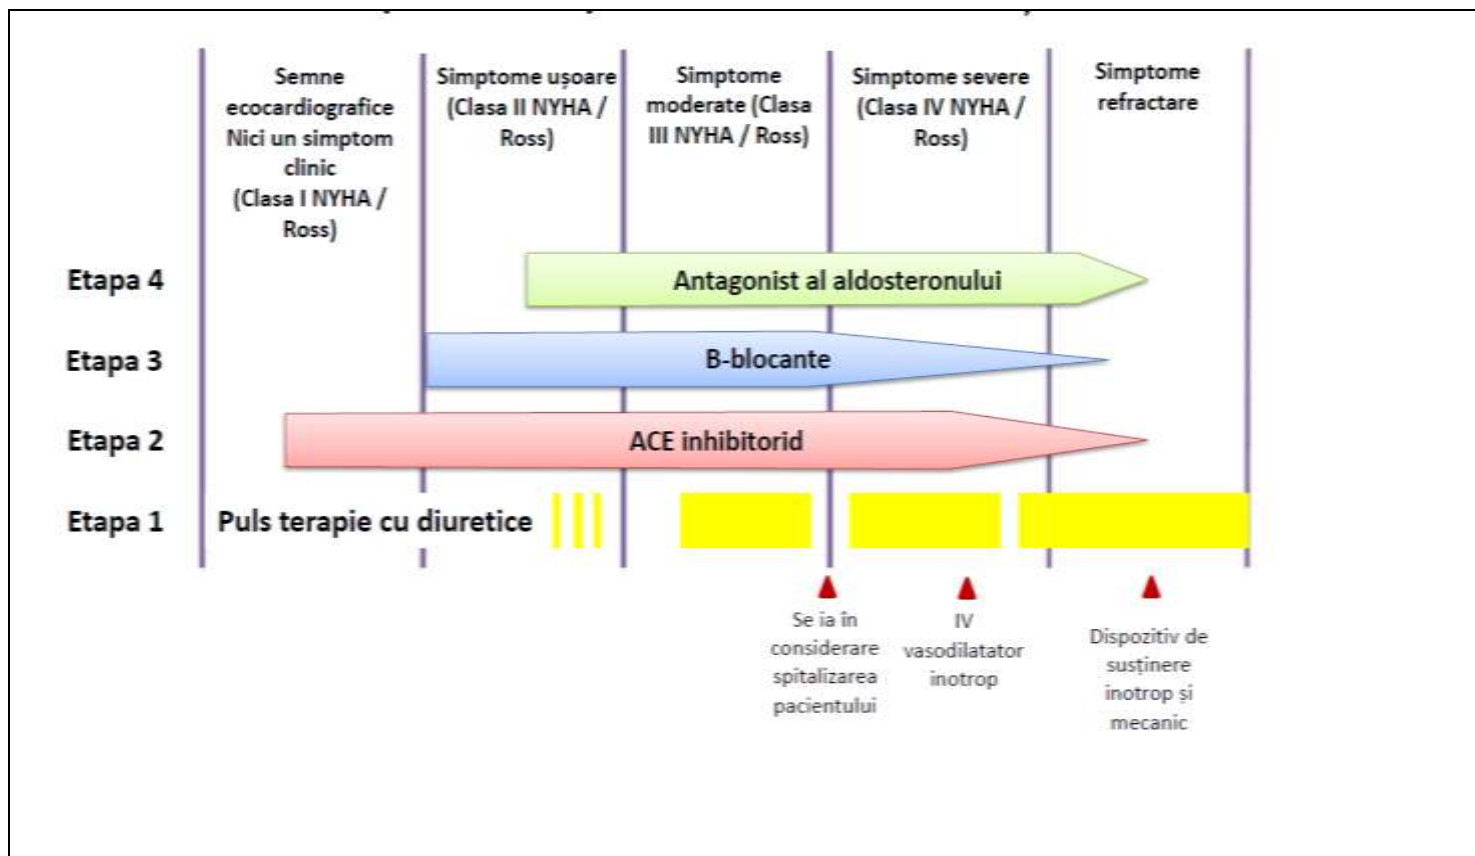 Semne
ecocardiografice
Nici un simptom
clinic
(Clasa I NYHA /
Ross)
Simptome ușoare
(Clasa II NYHA /
Ross)
Simptome
moderate (Clasa
III NYHA / Ross)
Simptome severe
(Clasa IV NYHA /
Ross)
Simptome
refractare
Etapa 4
Antagonist al aldosteronului
Etapa 3
B-blocante
Etapa 2
ACE inhibitorid
Etapa 1
Puls terapie cu diuretice
Se ia în
considerare
spitalizarea
pacientului
IV
vasodilatator
inotrop
Dispozitiv de
susținere
inotrop și
mecanic